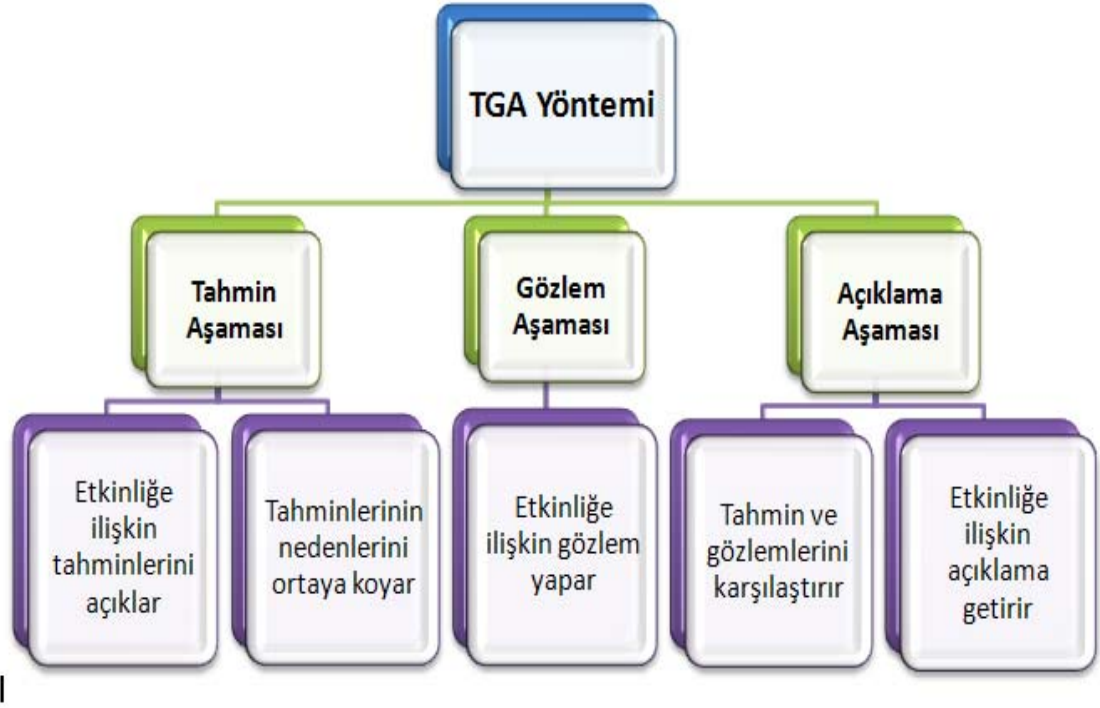 TGA Yöntemi
Tahmin
Aşaması
Gözlem
Aşaması
Açıklama
Aşaması
Etkinliğe
ilişkin
tahminlerini
açıklar
Tahminlerinin
nedenlerini
ortaya koyar
Etkinliğe
ilişkin gözlem
yapar
Tahmin ve
gözlemlerini
karşılaştırır
Etkinliğe
ilişkin
açıklama
getirir